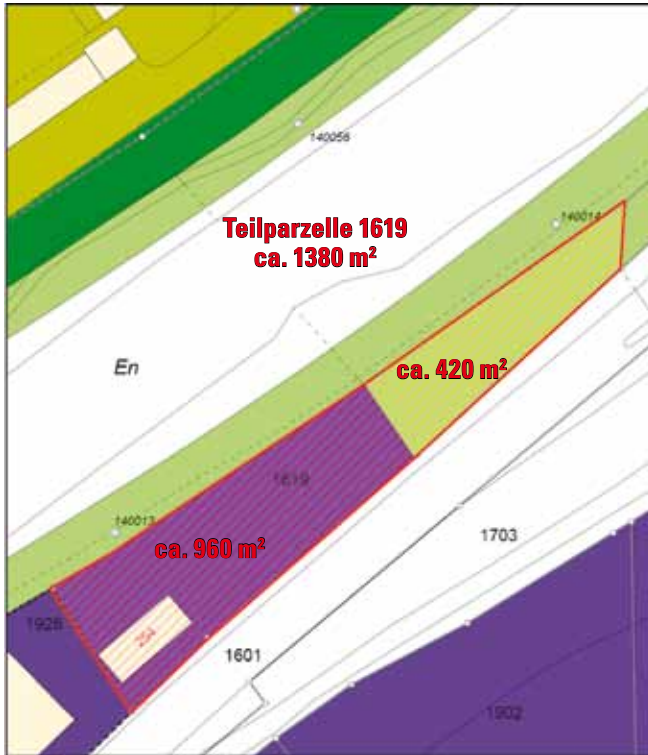 140056
Teilparzelle 1619
ca. 1380 m²
140014
En
ca. 420 m²
1619
140013
ca. 960 m²
1703
1926
254
1601
1902